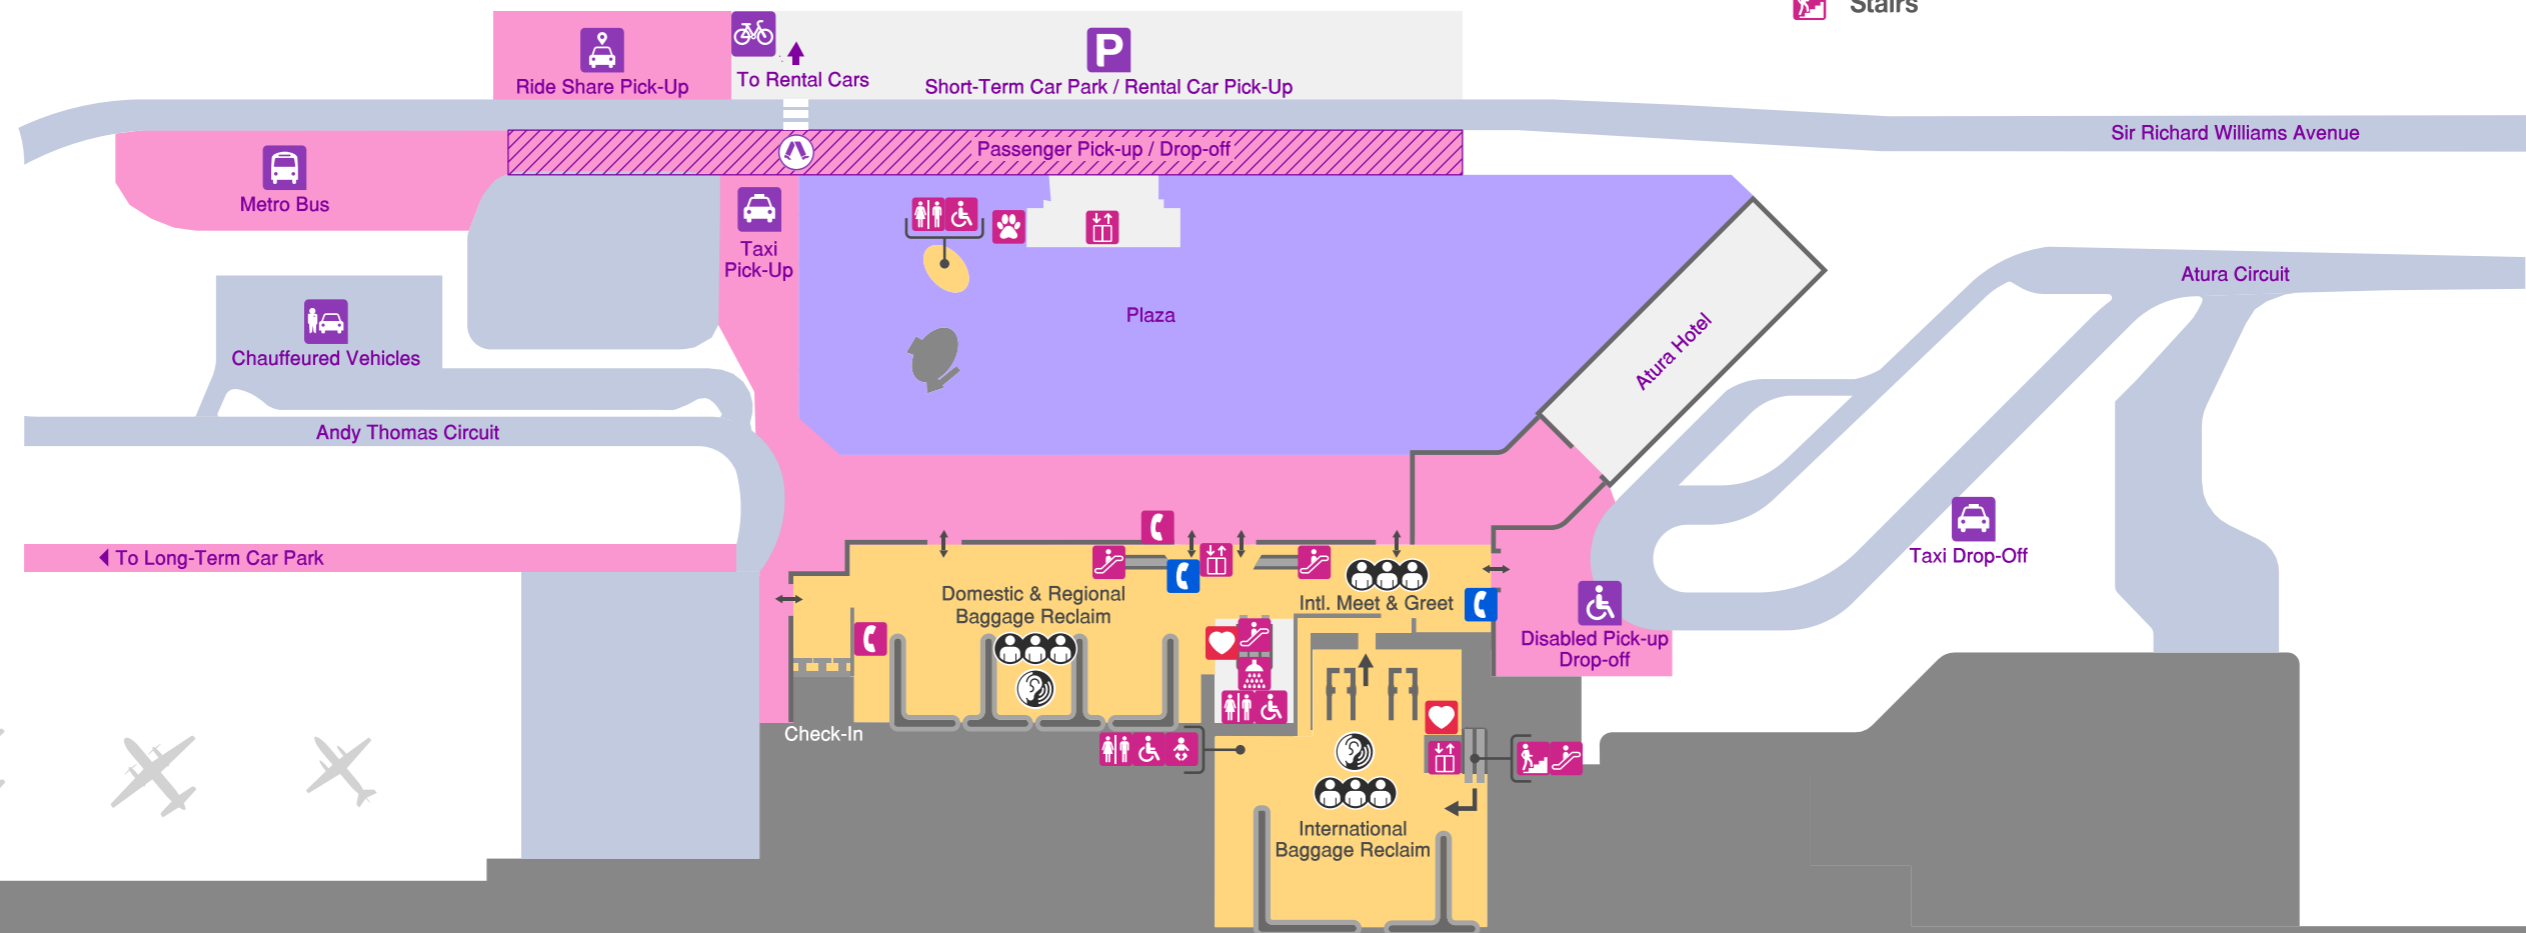 Stairs
Ride Share Pick-Up
To Rental Cars
P
Short-Term Car Park / Rental Car Pick-Up
Sir Richard Williams Avenue
Passenger Pick-up / Drop-off
Metro Bus
Taxi
Pick-Up
Atura Circuit
Plaza
Chauffeured Vehicles
Atura Hotel
Andy Thomas Circuit
To Long-Term Car Park
Taxi Drop-Off
Domestic & Regional
Baggage Reclaim
Intl. Meet & Greet
Disabled Pick-up
Drop-off
Check-In
International
Baggage Reclaim